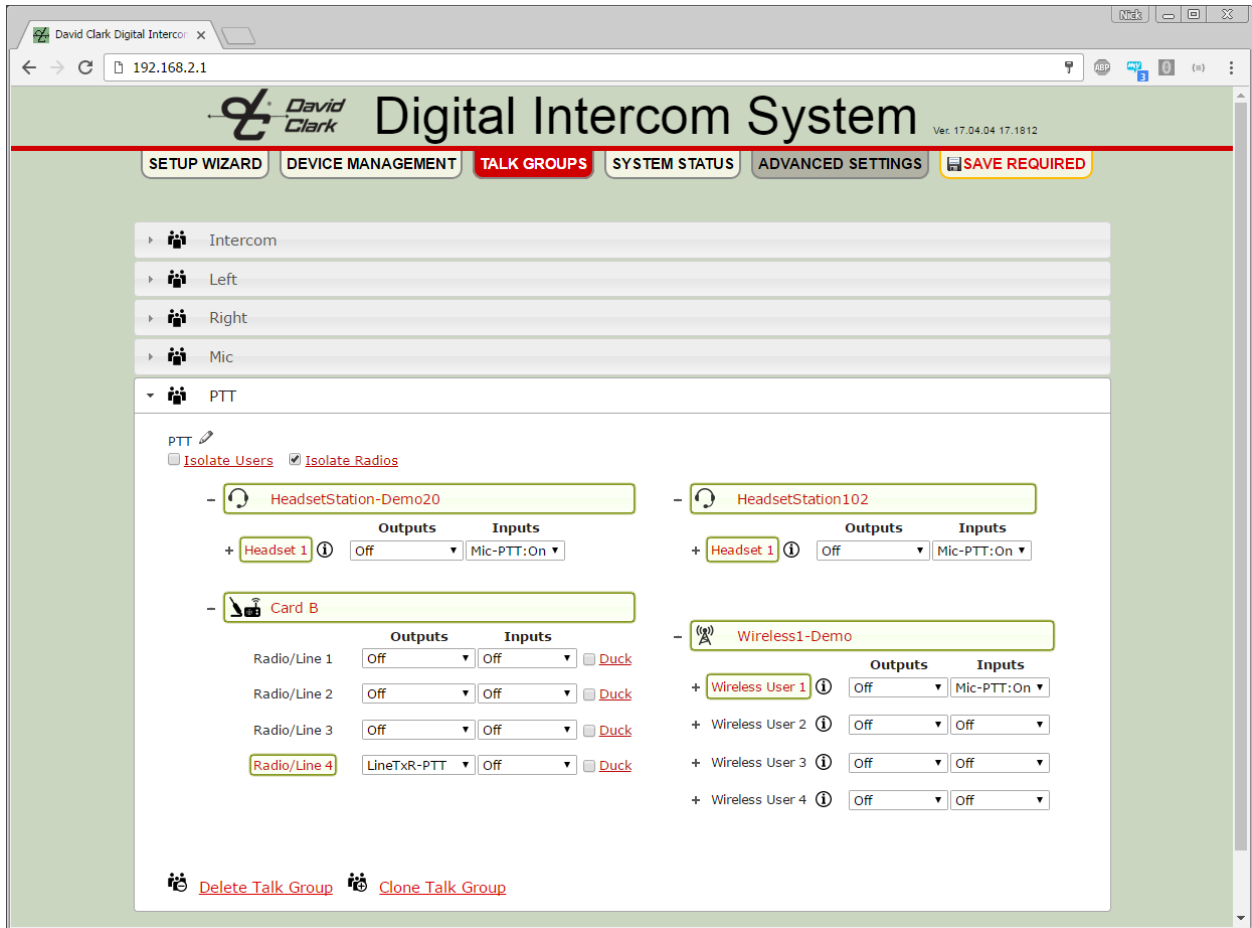 Nick
David Clark Digital Intercor
192.168.2.1
ABP
3
David Clark Digital Intercom System Ver. 17.04.04 17.1812
SETUP WIZARD DEVICE MANAGEMENT TALK GROUPS SYSTEM STATUS ADVANCED SETTINGS SAVE REQUIRED
Intercom
Left
Right
Mic
PTT
PTT
Isolate Users Isolate Radios
HeadsetStation-Demo20
Outputs Inputs
Headset 1 Off Mic-PTT:On
HeadsetStation102
Outputs Inputs
Headset 1 Off Mic-PTT:On
Card B
Outputs Inputs
Radio/Line 1 Off Off Duck
Radio/Line 2 Off Off Duck
Radio/Line 3 Off Off Duck
Radio/Line 4 LineTxR-PTT Off Duck
Wireless1-Demo
Outputs Inputs
Wireless User 1 Off Mic-PTT:On
Wireless User 2 Off Off
Wireless User 3 Off Off
Wireless User 4 Off Off
Delete Talk Group Clone Talk Group